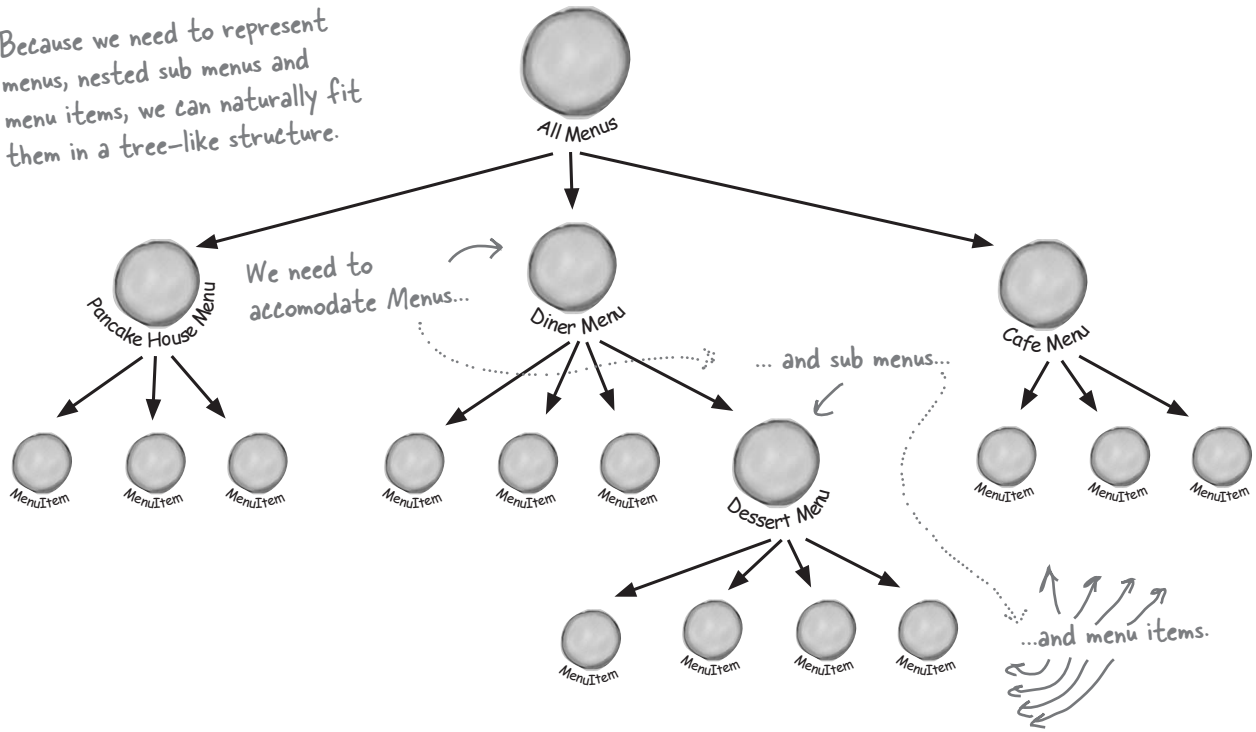 Because we need to represent
menus, nested sub menus and
menu items, we can naturally fit
them in a tree-like structure.
All Menus
We need to
accomodate Menus...
Pancake House Menu
Diner Menu
Cafe Menu
... and sub menus...
MenuItem
MenuItem
MenuItem
MenuItem
MenuItem
MenuItem
Dessert Menu
MenuItem
MenuItem
MenuItem
...and menu items.
MenuItem
MenuItem
MenuItem
MenuItem